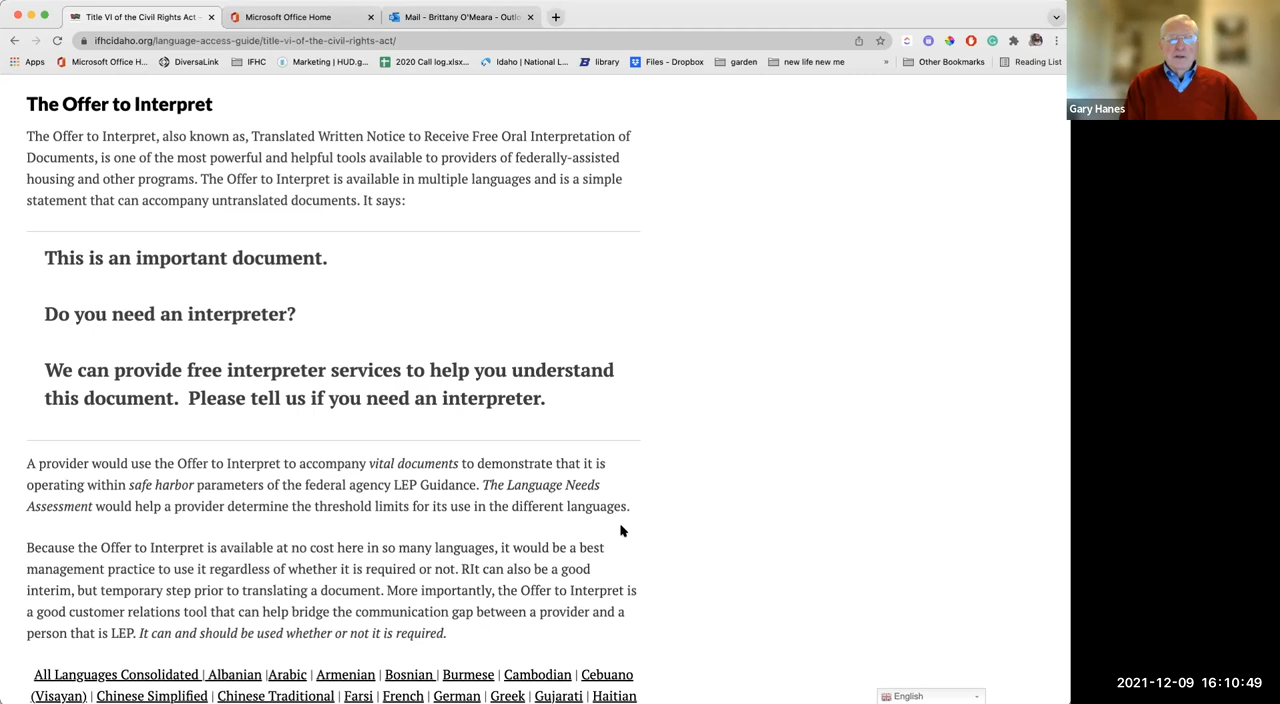 Title VI of the Civil Rights Act -
Microsoft Office Home
Mail - Brittany O'Meara - Outlo
ifhcidaho.org/language-access-guide/title-vi-of-the-civil-rights-act/
Apps
Microsoft Office H...
DiversaLink
IFHC
Marketing | HUD.g...
2020 Call log.xlsx...
Idaho | National L...
library
Files - Dropbox
garden
new life new me
»
Other Bookmarks
Reading List
Gary Hanes
The Offer to Interpret
The Offer to Interpret, also known as, Translated Written Notice to Receive Free Oral Interpretation of
Documents, is one of the most powerful and helpful tools available to providers of federally-assisted
housing and other programs. The Offer to Interpret is available in multiple languages and is a simple
statement that can accompany untranslated documents. It says:
This is an important document.
Do you need an interpreter?
We can provide free interpreter services to help you understand
this document.  Please tell us if you need an interpreter.
A provider would use the Offer to Interpret to accompany vital documents to demonstrate that it is
operating within safe harbor parameters of the federal agency LEP Guidance. The Language Needs
Assessment would help a provider determine the threshold limits for its use in the different languages.
Because the Offer to Interpret is available at no cost here in so many languages, it would be a best
management practice to use it regardless of whether it is required or not. RIt can also be a good
interim, but temporary step prior to translating a document. More importantly, the Offer to Interpret is
a good customer relations tool that can help bridge the communication gap between a provider and a
person that is LEP. It can and should be used whether or not it is required.
All Languages Consolidated | Albanian |Arabic | Armenian | Bosnian | Burmese | Cambodian | Cebuano
(Visayan) | Chinese Simplified | Chinese Traditional | Farsi | French | German | Greek | Gujarati | Haitian
English
2021-12-09 16:10:49